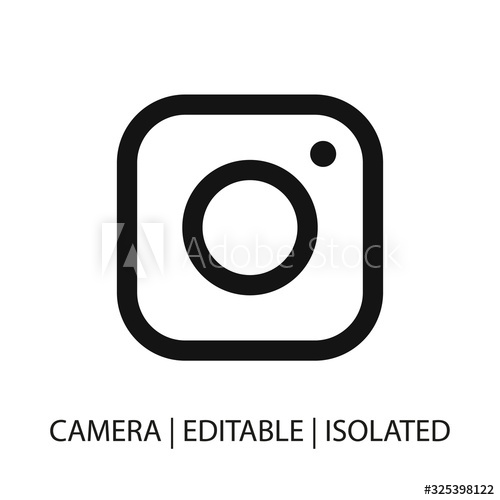 Adobe Stock
CAMERA | EDITABLE | ISOLATED
#325398122